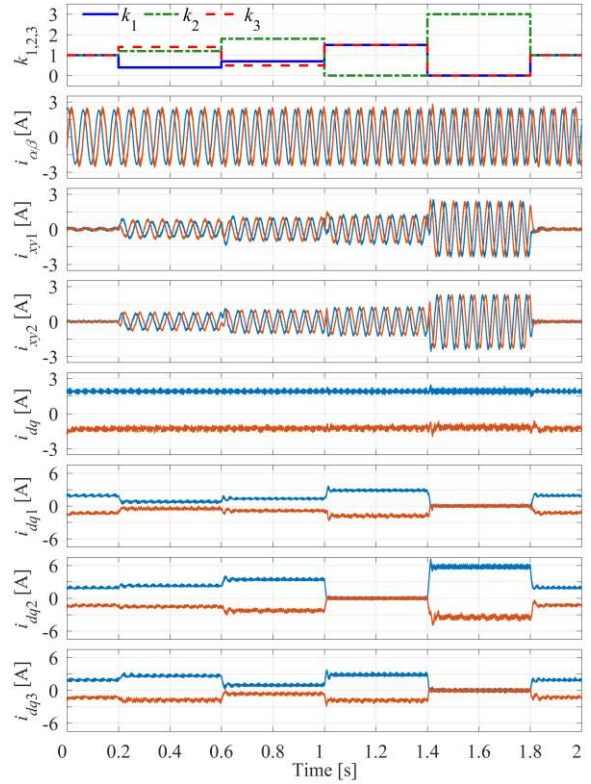 k1 k2 k3
k1,2,3
3
2
1
0
iαβ [A]
3
0
-3
ixy1 [A]
3
0
-3
ixy2 [A]
3
0
-3
idq [A]
3
0
-3
idq1 [A]
6
0
-6
idq2 [A]
6
0
-6
idq3 [A]
6
0
-6
0 0.2 0.4 0.6 0.8 1 1.2 1.4 1.6 1.8 2
Time [s]